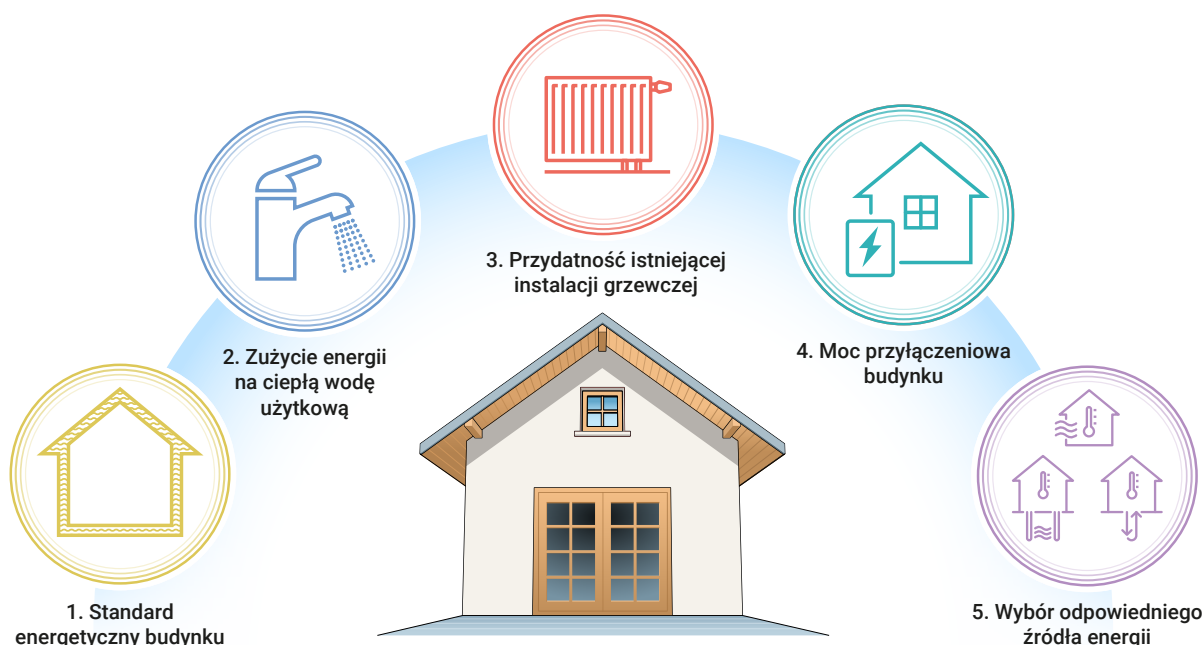 1. Standard
energetyczny budynku
2. Zużycie energii
na ciepłą wodę
użytkową
3. Przydatność istniejącej
instalacji grzewczej
4. Moc przyłączeniowa
budynku
5. Wybór odpowiedniego
źródła energii